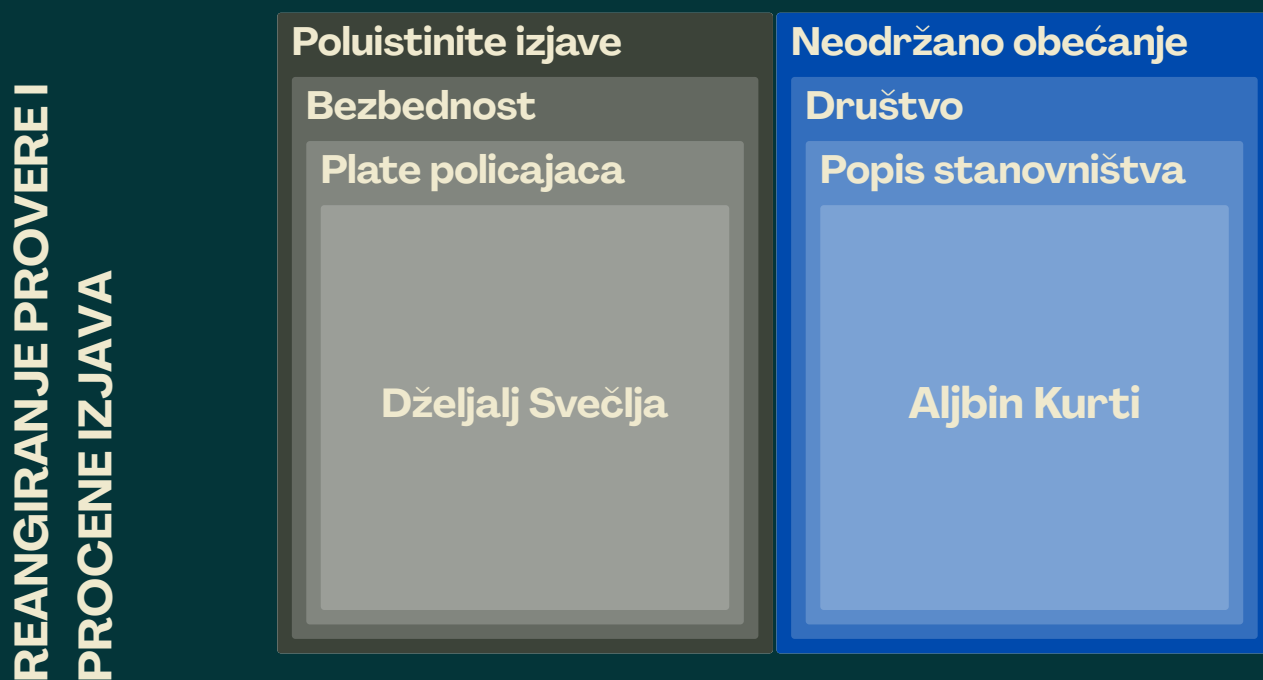 REANGIRANJE PROVERE I
PROCENE IZJAVA
Poluistinite izjave
Bezbednost
Plate policajaca
Dželjalj Svečlja
Neodržano obećanje
Društvo
Popis stanovništva
Aljbin Kurti